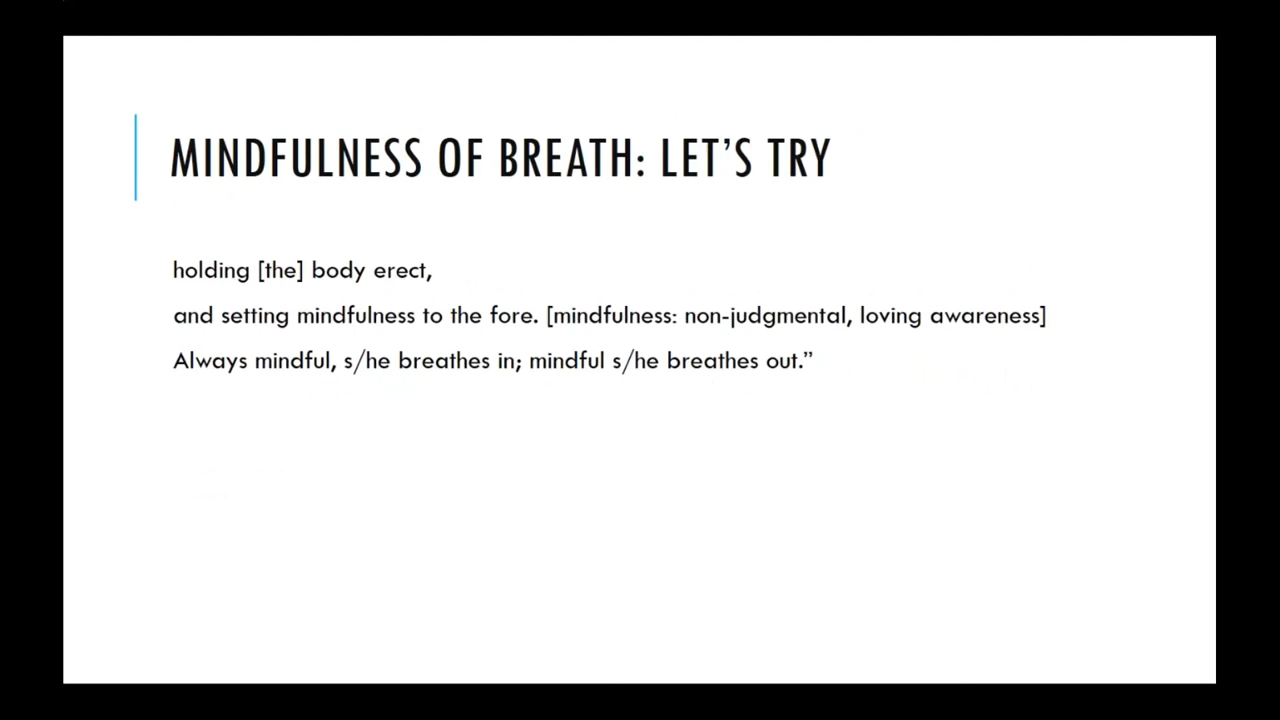 MINDFULNESS OF BREATH: LET’S TRY
holding [the] body erect,
and setting mindfulness to the fore. [mindfulness: non-judgmental, loving awareness]
Always mindful, s/he breathes in; mindful s/he breathes out.”